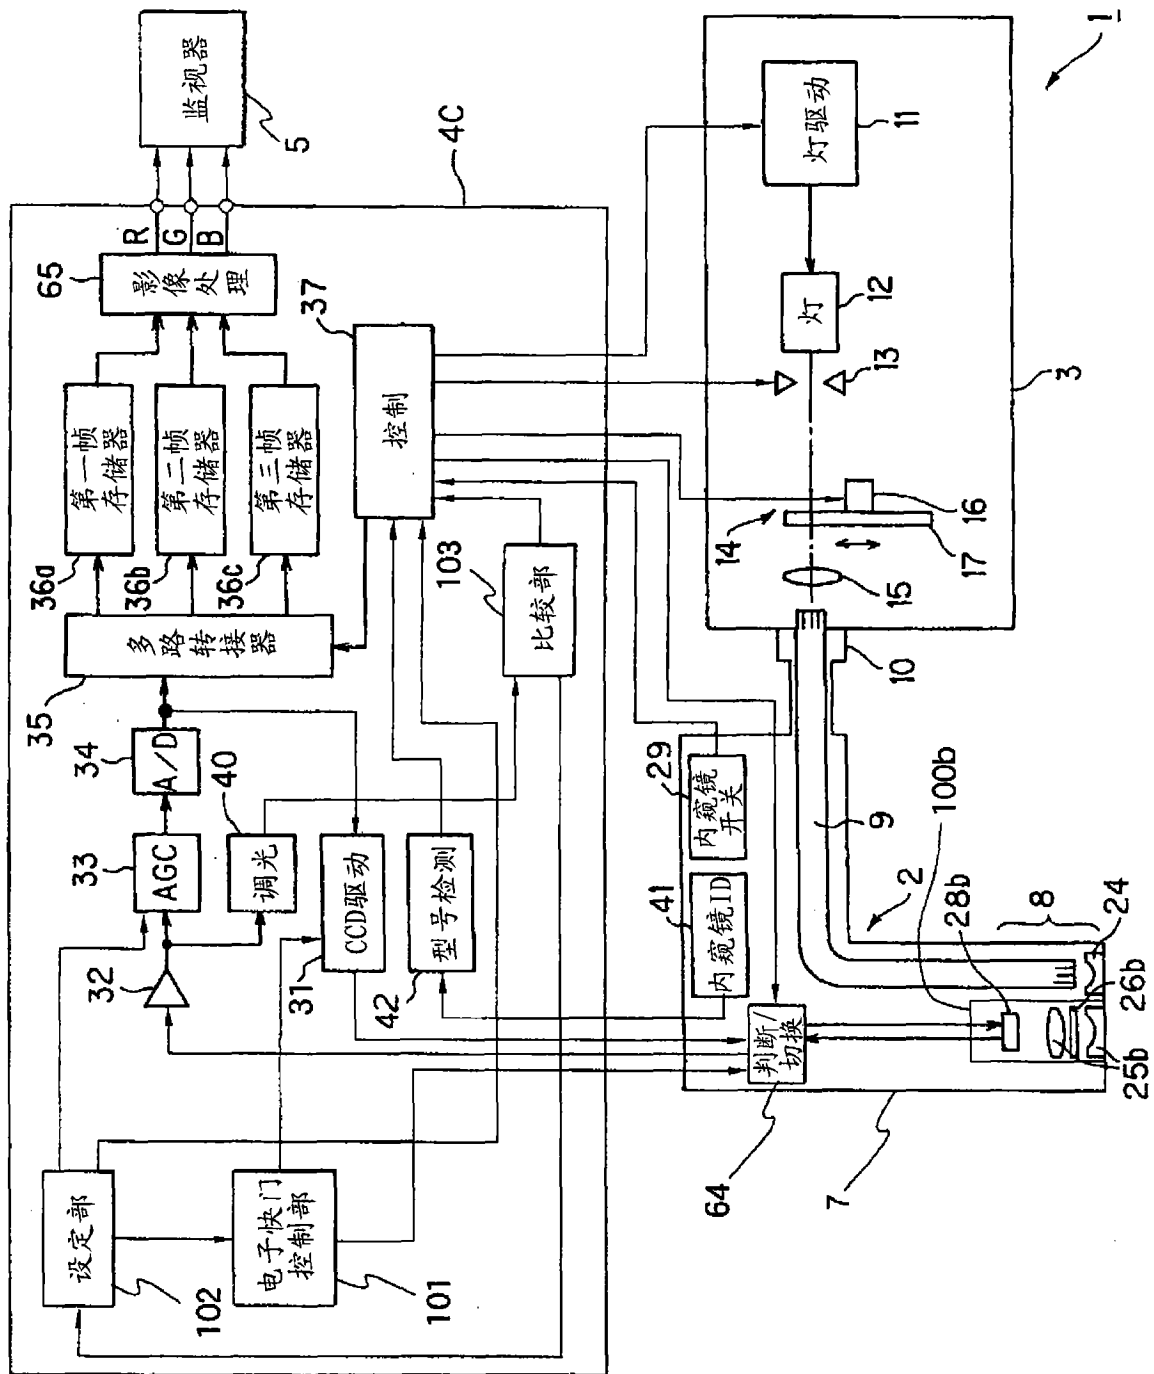 监视器
5
4C
R
G
B
65
影像
处理
37
控制
第一帧
存储器
36a
第二帧
存储器
36b
第三帧
存储器
36c
多路
转接器
35
103
比较部
34
A/D
33
AGC
40
调光
32
CCD驱动
31
型号检测
42
设定部
102
电子快门
控制部
101
1
灯驱动
11
灯
12
13
3
14
16
17
15
10
29
内窥镜
开关
41
内窥镜ID
9
100b
2
28b
8
24
26b
25b
判断/
切换
64
7